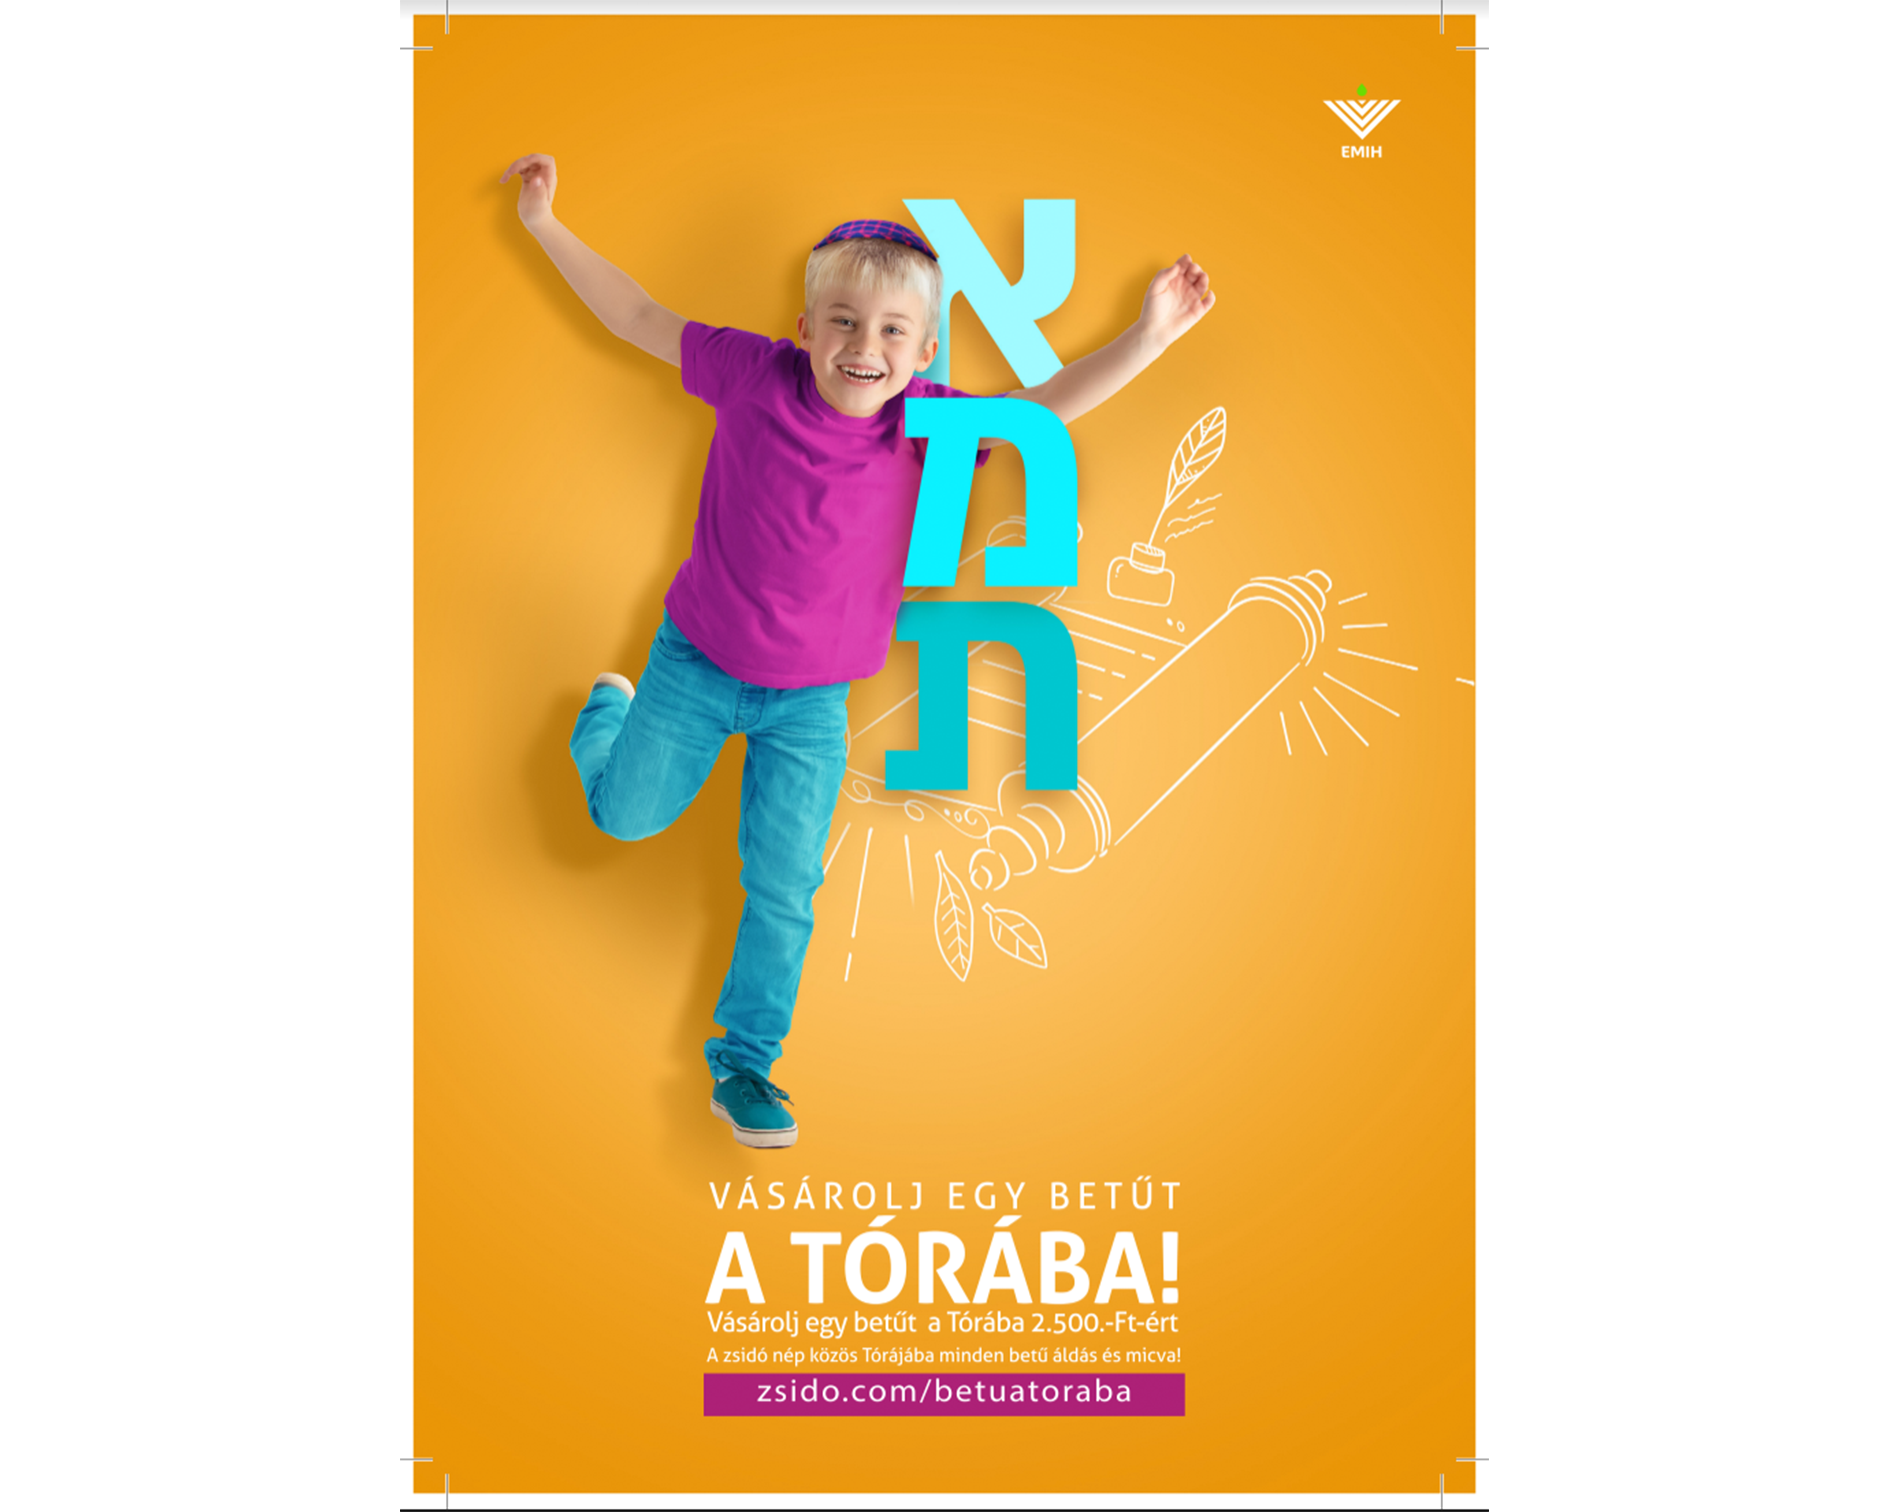 EMIH
א
מ
ת
VÁSÁROLJ EGY BETŰT
A TÓRÁBA!
Vásárolj egy betűt a Tórába 2.500.-Ft-ért
A zsidó nép közös Tórájába minden betű áldás és micva!
zsido.com/betuatoraba